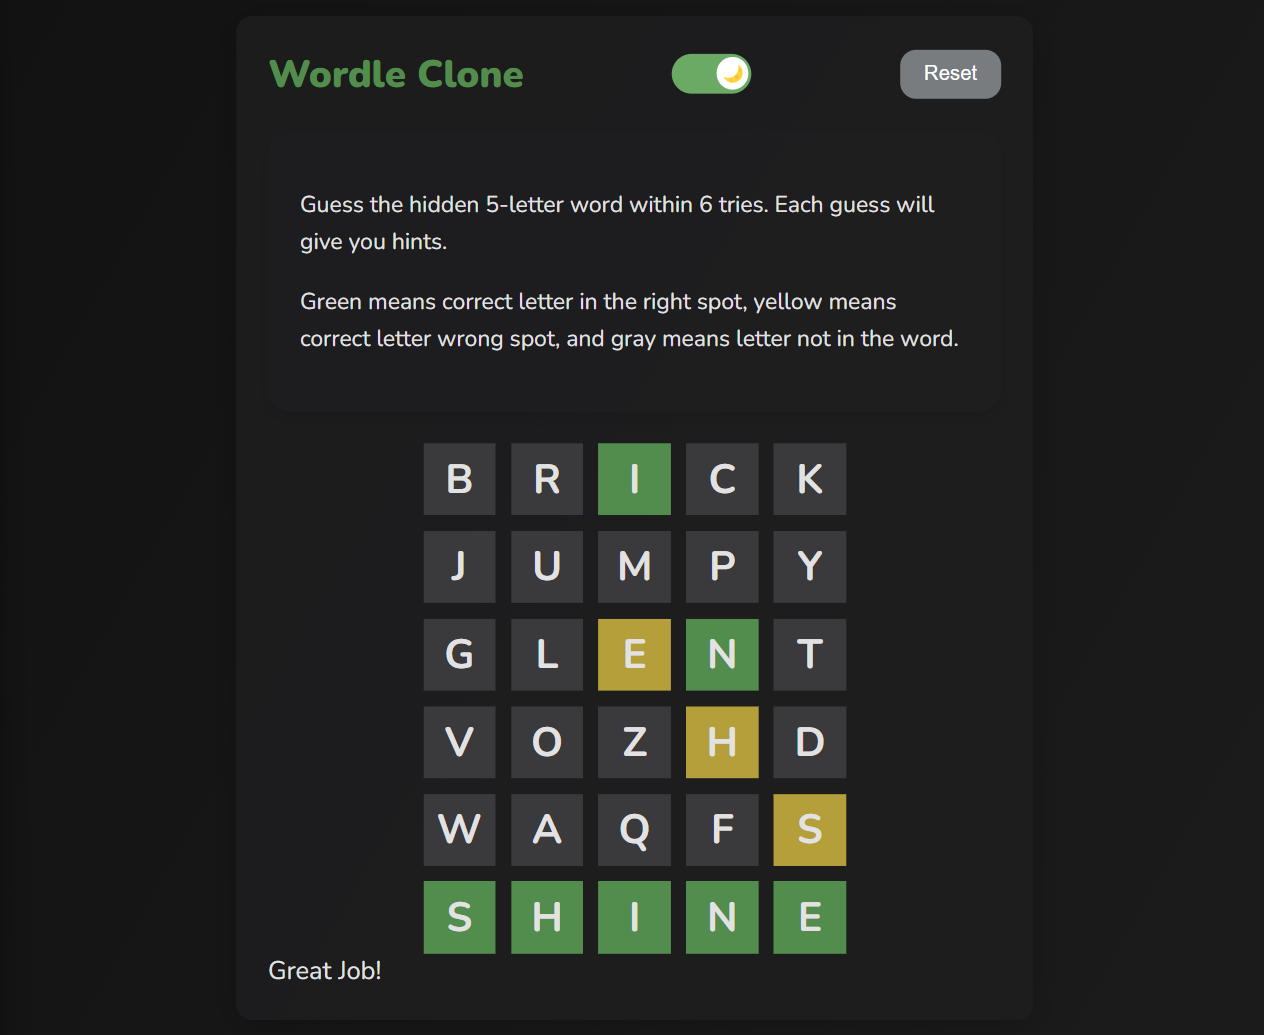 Wordle Clone
Reset
Guess the hidden 5-letter word within 6 tries. Each guess will
give you hints.
Green means correct letter in the right spot, yellow means
correct letter wrong spot, and gray means letter not in the word.
B R I C K
J U M P Y
G L E N T
V O Z H D
W A Q F S
S H I N E
Great Job!